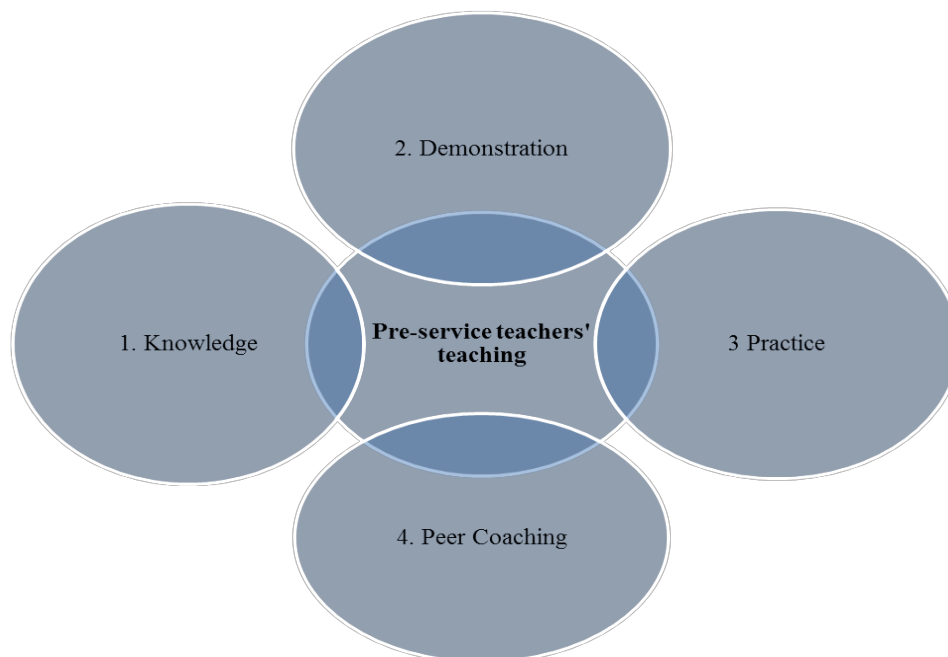 2. Demonstration
1. Knowledge
Pre-service teachers'
teaching
3 Practice
4. Peer Coaching